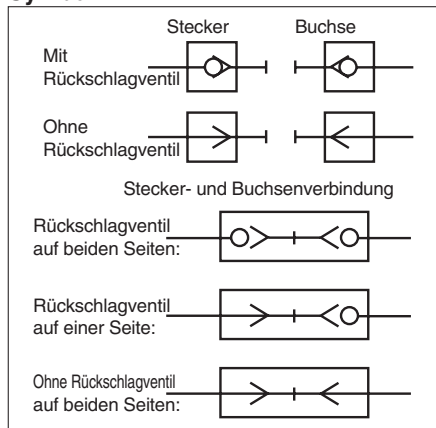 Stecker Buchse
Mit
Rückschlagventil
Ohne
Rückschlagventil
Stecker- und Buchsenverbindung
Rückschlagventil
auf beiden Seiten:
Rückschlagventil
auf einer Seite:
Ohne Rückschlagventil
auf beiden Seiten: